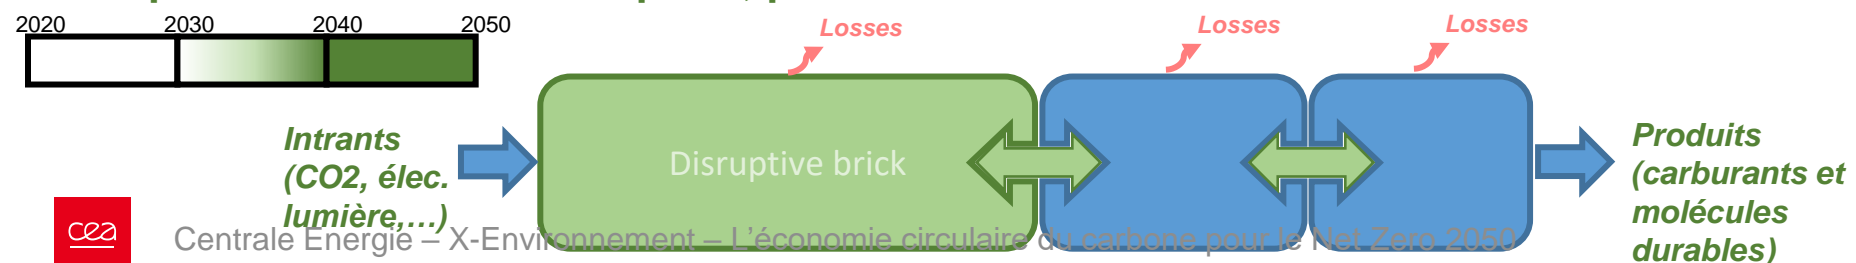 2020 2030 2040 2050
Losses Losses Losses
Intrants
(CO2, élec.
lumière,…)
Disruptive brick
Produits
(carburants et
molécules
durables)
cea
Centrale Energie – X-Environnement – L'économie circulaire du carbone pour le Net Zero 2050